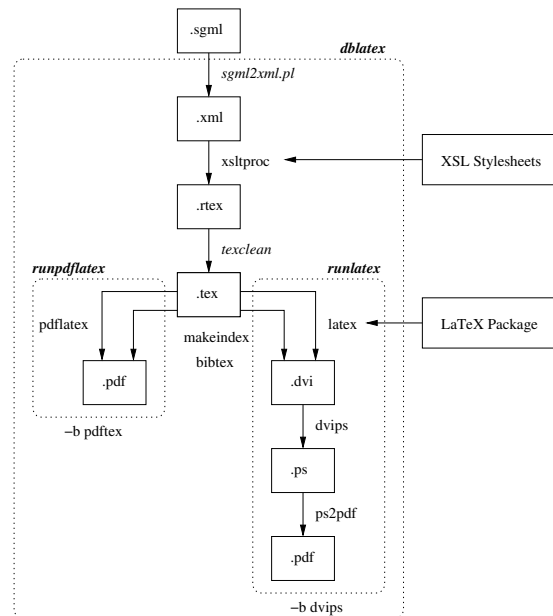 .sgml
dblatex
sgml2xml.pl
.xml
xsltproc
XSL Stylesheets
.rtex
texclean
runpdflatex
runlatex
.tex
pdflatex
latex
LaTeX Package
makeindex
bibtex
.pdf
.dvi
−b pdftex
dvips
.ps
ps2pdf
.pdf
−b dvips